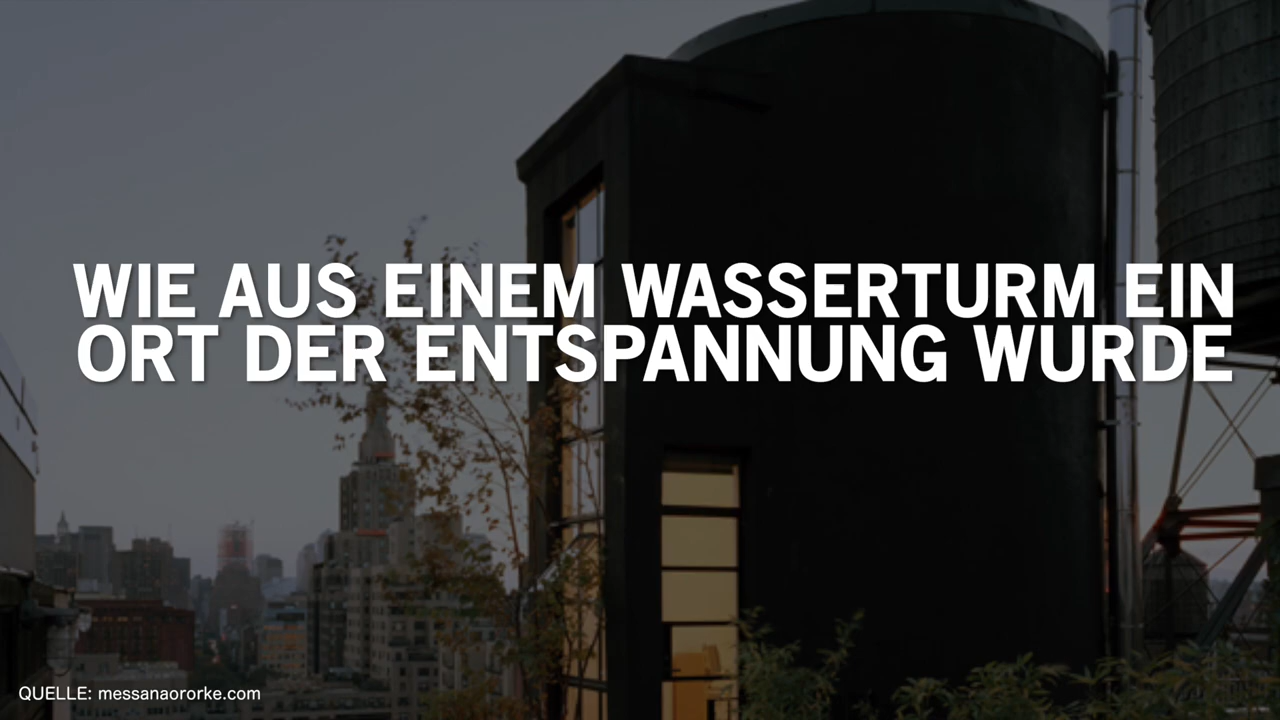 WIE AUS EINEM WASSERTURM EIN
ORT DER ENTSPANNUNG WURDE
QUELLE: messanaororke.com